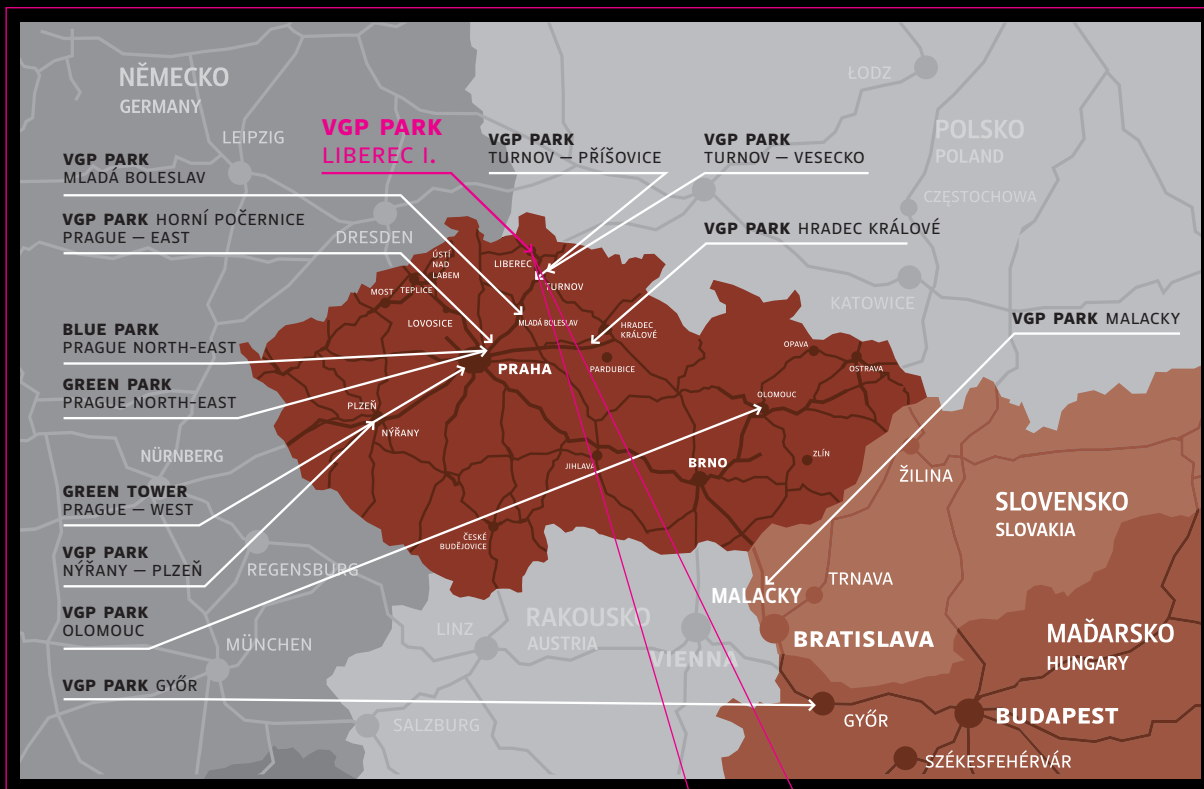 NĚMECKO
GERMANY
ŁODZ
VGP PARK
LIBEREC I.
LEIPZIG
VGP PARK
TURNOV — PŘÍŠOVICE
VGP PARK
TURNOV — VESECKO
POLSKO
POLAND
VGP PARK
MLADÁ BOLESLAV
CZĘSTOCHOWA
VGP PARK HORNÍ POČERNICE
PRAGUE — EAST
DRESDEN
VGP PARK HRADEC KRÁLOVÉ
ÚSTÍ
NAD
LABEM
LIBEREC
MOST
TEPLICE
TURNOV
KATOWICE
LOVOSICE
MLADÁ BOLESLAV
HRADEC
KRÁLOVÉ
VGP PARK MALACKY
BLUE PARK
PRAGUE NORTH-EAST
OPAVA
OSTRAVA
PRAHA
PARDUBICE
GREEN PARK
PRAGUE NORTH-EAST
OLOMOUC
PLZEŇ
NÝŘANY
NÜRNBERG
JIHLAVA
BRNO
ZLÍN
ŽILINA
GREEN TOWER
PRAGUE — WEST
SLOVENSKO
SLOVAKIA
ČESKÉ
BUDĚJOVICE
VGP PARK
NÝŘANY — PLZEŇ
REGENSBURG
TRNAVA
MALACKY
VGP PARK
OLOMOUC
RAKOUSKO
AUSTRIA
LINZ
MÜNCHEN
VIENNA
BRATISLAVA
MAĎARSKO
HUNGARY
VGP PARK GYŐR
SALZBURG
GYŐR
BUDAPEST
SZÉKESFEHÉRVÁR